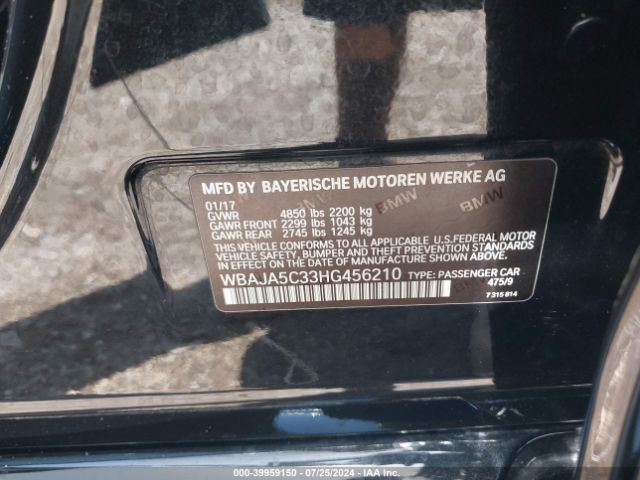 MFD BY BAYERISCHE MOTOREN WERKE AG
01/17
GVWR 4850 lbs 2200 kg
GAWR FRONT 2299 lbs 1043 kg
GAWR REAR 2745 lbs 1245 kg
THIS VEHICLE CONFORMS TO ALL APPLICABLE U.S.FEDERAL MOTOR
VEHICLE SAFETY, BUMPER AND THEFT PREVENTION STANDARDS
IN EFFECT ON THE DATE OF MANUFACTURE SHOWN ABOVE.
WBAJA5C33HG456210 TYPE: PASSENGER CAR
475/9
7 315 814
000-39959150 - 07/25/2024 - IAA Inc.